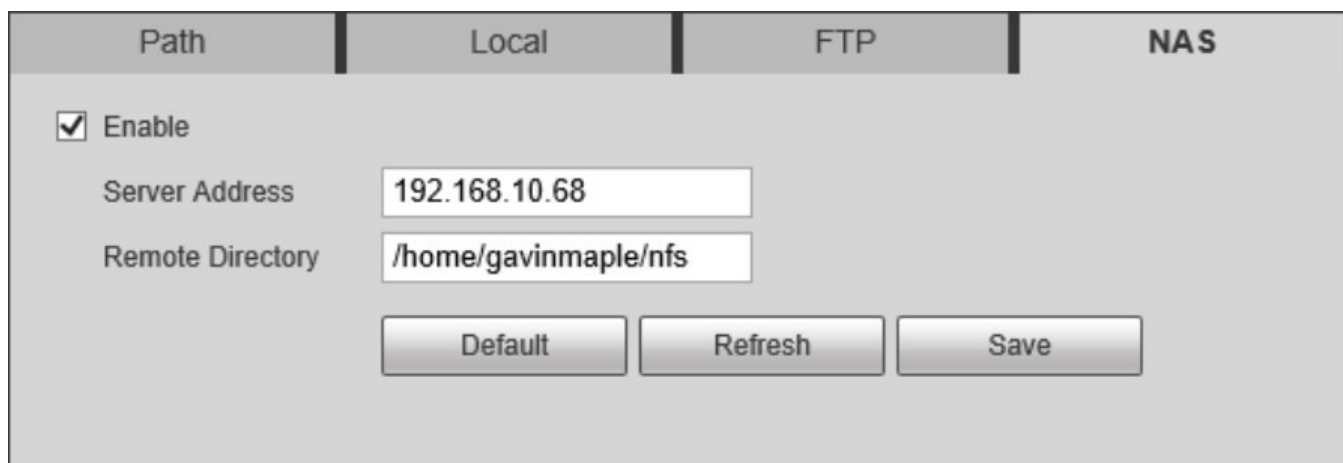 Path Local FTP NAS
Enable
Server Address 192.168.10.68
Remote Directory /home/gavinmaple/nfs
Default Refresh Save